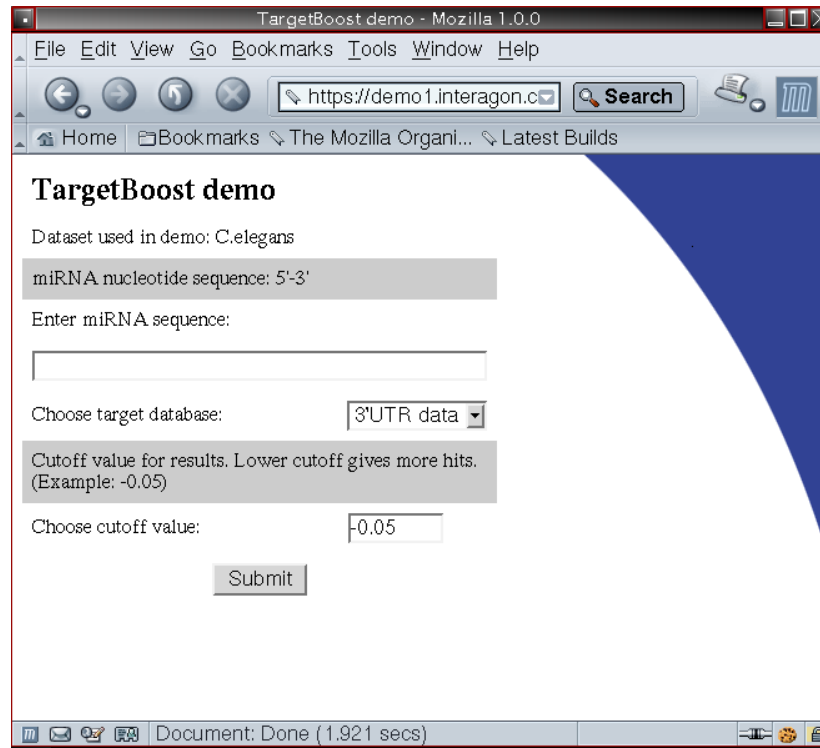 TargetBoost demo - Mozilla 1.0.0
File Edit View Go Bookmarks Tools Window Help
https://demo1.interagon.c Search
Home Bookmarks The Mozilla Organi... Latest Builds
TargetBoost demo
Dataset used in demo: C.elegans
miRNA nucleotide sequence: 5'-3'
Enter miRNA sequence:
Choose target database: 3'UTR data
Cutoff value for results. Lower cutoff gives more hits.
(Example: -0.05)
Choose cutoff value: -0.05
Submit
Document: Done (1.921 secs)